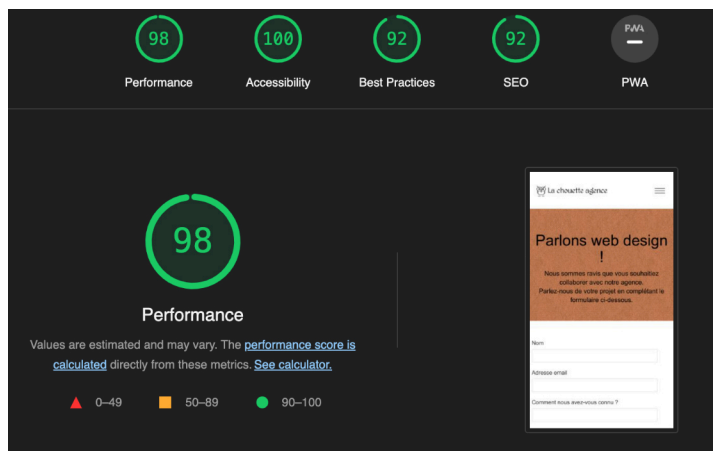 98
100
92
92
PWA
Performance
Accessibility
Best Practices
SEO
PWA
98
Performance
Values are estimated and may vary. The performance score is
calculated directly from these metrics. See calculator.
0–49
50–89
90–100
La chouette agence
Parlons web design
!
Nous sommes ravis que vous souhaitiez
collaborer avec notre agence.
Parlez-nous de votre projet en complétant le
formulaire ci-dessous.
Nom
Adresse email
Comment nous avez-vous connu ?